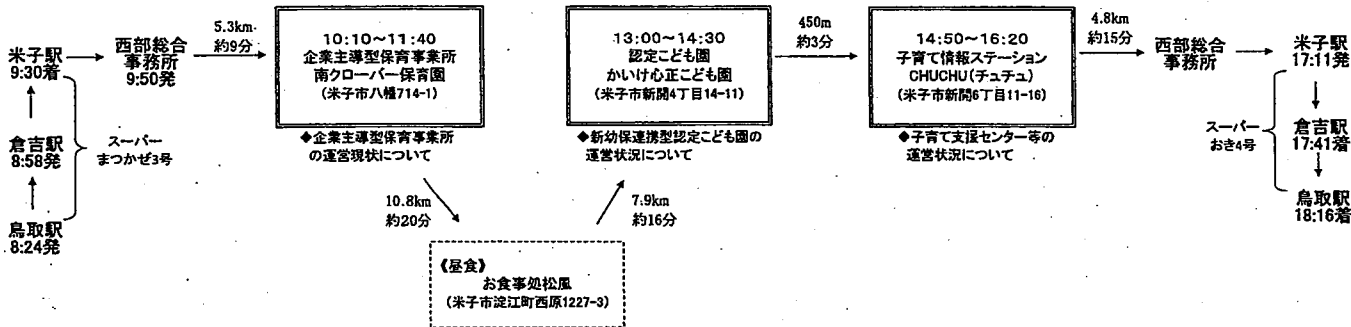 米子駅
9:30着
倉吉駅
8:58発
鳥取駅
8:24発
スーパー
まつかぜ3号
西部総合
事務所
9:50発
5.3km
約9分
10:10～11:40
企業主導型保育事業所
南クローバー保育園
(米子市八幡714-1)
◆企業主導型保育事業所
の運営現状について
10.8km
約20分
《昼食》
お食事処松風
(米子市淀江町西原1227-3)
7.9km
約16分
13:00～14:30
認定こども園
かいけ心正こども園
(米子市新開4丁目14-11)
◆新幼保連携型認定こども園の
運営状況について
450m
約3分
14:50～16:20
子育て情報ステーション
CHUCHU(チュチュ)
(米子市新開6丁目11-16)
◆子育て支援センター等の
運営状況について
4.8km
約15分
西部総合
事務所
米子駅
17:11発
倉吉駅
17:41着
鳥取駅
18:16着
スーパー
おき4号